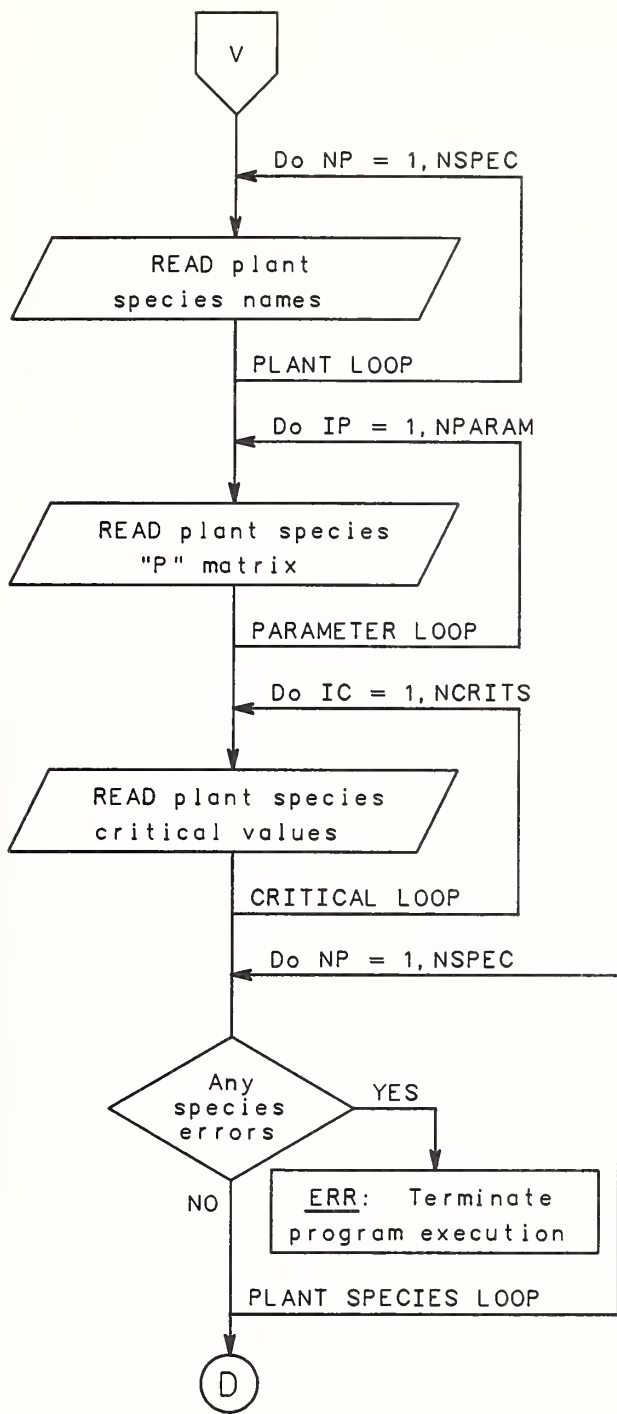 V
Do NP = 1, NSPEC
READ plant
species names
PLANT LOOP
Do IP = 1, NPARAM
READ plant species
"P" matrix
PARAMETER LOOP
Do IC = 1, NCRITS
READ plant species
critical values
CRITICAL LOOP
Do NP = 1, NSPEC
Any
species
errors
YES
NO
ERR: Terminate
program execution
PLANT SPECIES LOOP
D